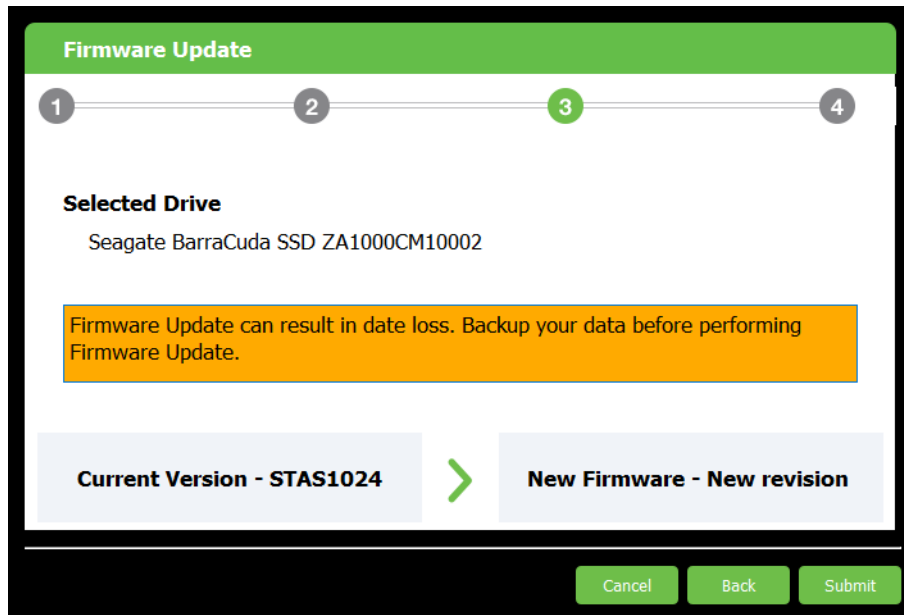 Firmware Update
1 2 3 4
Selected Drive
Seagate BarraCuda SSD ZA1000CM10002
Firmware Update can result in date loss. Backup your data before performing
Firmware Update.
Current Version - STAS1024 New Firmware - New revision
Cancel Back Submit